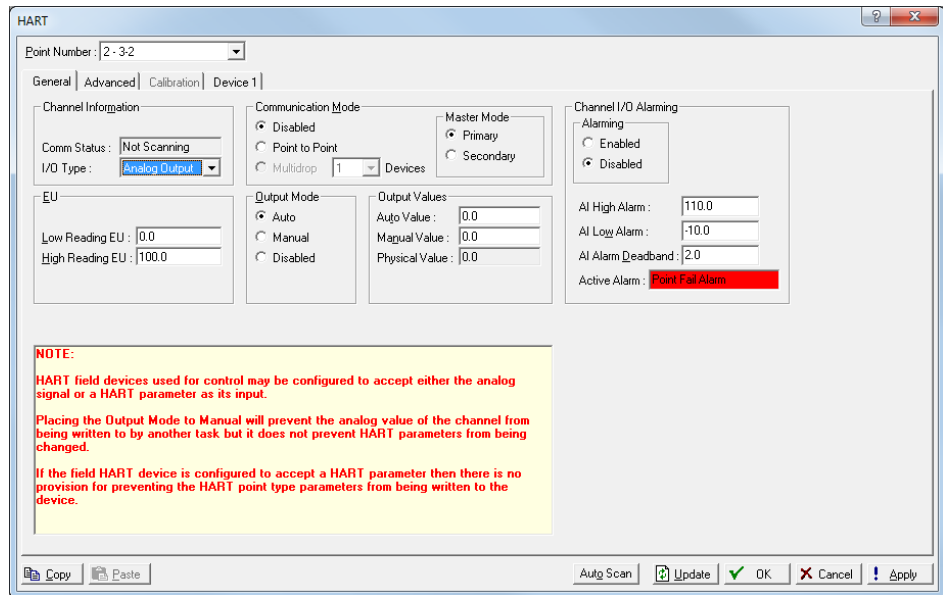 HART
Point Number : 2 - 3-2
General Advanced Calibration Device 1
Channel Information
Comm Status : Not Scanning
I/O Type : Analog Output
Communication Mode
Disabled
Point to Point
Multidrop 1 Devices
Master Mode
Primary
Secondary
Channel I/O Alarming
Alarming
Enabled
Disabled
AI High Alarm : 110.0
AI Low Alarm : -10.0
AI Alarm Deadband : 2.0
Active Alarm : Point Fail Alarm
EU
Low Reading EU : 0.0
High Reading EU : 100.0
Output Mode
Auto
Manual
Disabled
Output Values
Auto Value : 0.0
Manual Value : 0.0
Physical Value : 0.0
NOTE:
HART field devices used for control may be configured to accept either the analog
signal or a HART parameter as its input.
Placing the Output Mode to Manual will prevent the analog value of the channel from
being written to by another task but it does not prevent HART parameters from being
changed.
If the field HART device is configured to accept a HART parameter then there is no
provision for preventing the HART point type parameters from being written to the
device.
Copy Paste Auto Scan Update OK Cancel Apply